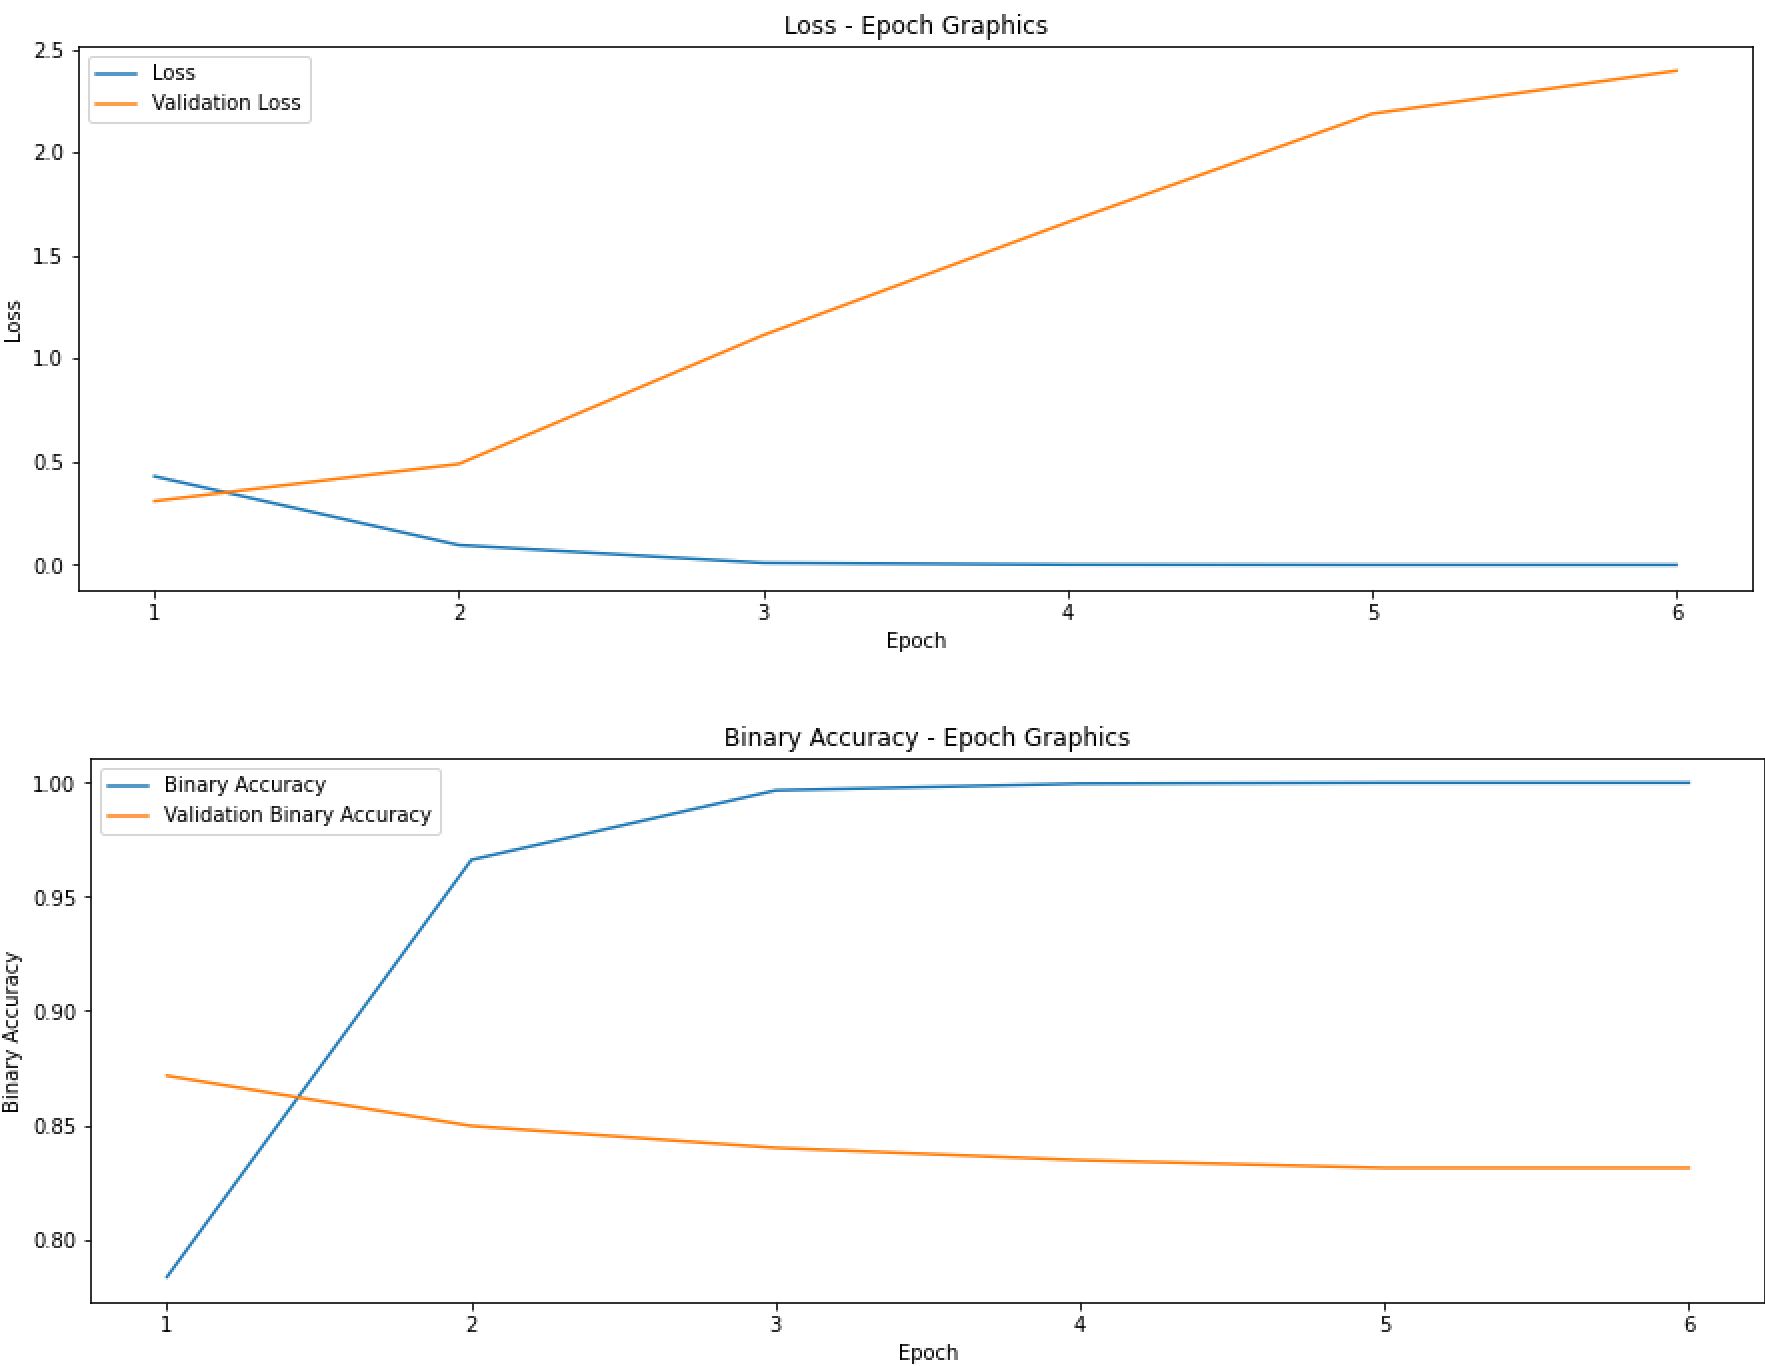 Loss - Epoch Graphics
Loss
Validation Loss
2.5
2.0
1.5
1.0
0.5
0.0
Loss
1 2 3 4 5 6
Epoch
Binary Accuracy - Epoch Graphics
Binary Accuracy
Validation Binary Accuracy
1.00
0.95
0.90
0.85
0.80
Binary Accuracy
1 2 3 4 5 6
Epoch